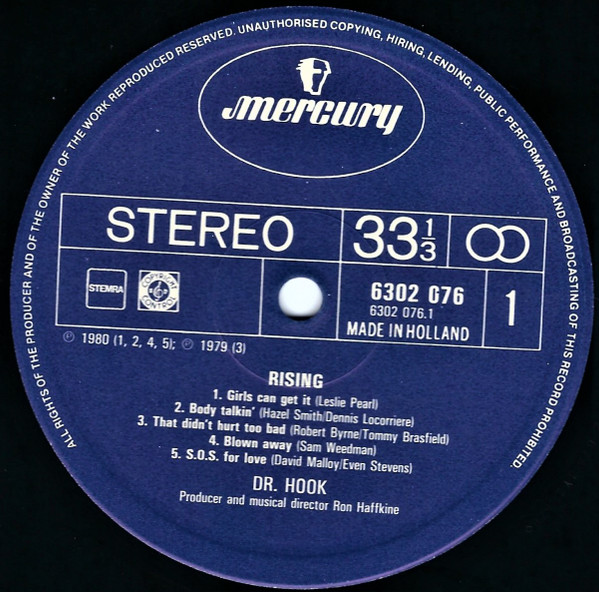 ALL RIGHTS OF THE PRODUCER AND OF THE OWNER OF THE WORK REPRODUCED RESERVED. UNAUTHORISED COPYING, HIRING, LENDING, PUBLIC PERFORMANCE AND BROADCASTING OF THIS RECORD PROHIBITED.
mercury
STEREO
33 1/3
STEMRA
COPYRIGHT CONTROL
6302 076
6302 076.1
MADE IN HOLLAND
1
℗ 1980 (1, 2, 4, 5); ℗ 1979 (3)
RISING
1. Girls can get it (Leslie Pearl)
2. Body talkin' (Hazel Smith/Dennis Locorriere)
3. That didn't hurt too bad (Robert Byrne/Tommy Brasfield)
4. Blown away (Sam Weedman)
5. S.O.S. for love (David Malloy/Even Stevens)
DR. HOOK
Producer and musical director Ron Haffkine